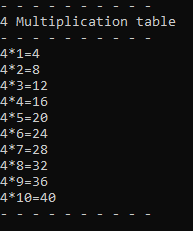 - - - - - - - - - -
4 Multiplication table
- - - - - - - - - -
4*1=4
4*2=8
4*3=12
4*4=16
4*5=20
4*6=24
4*7=28
4*8=32
4*9=36
4*10=40
- - - - - - - - - -